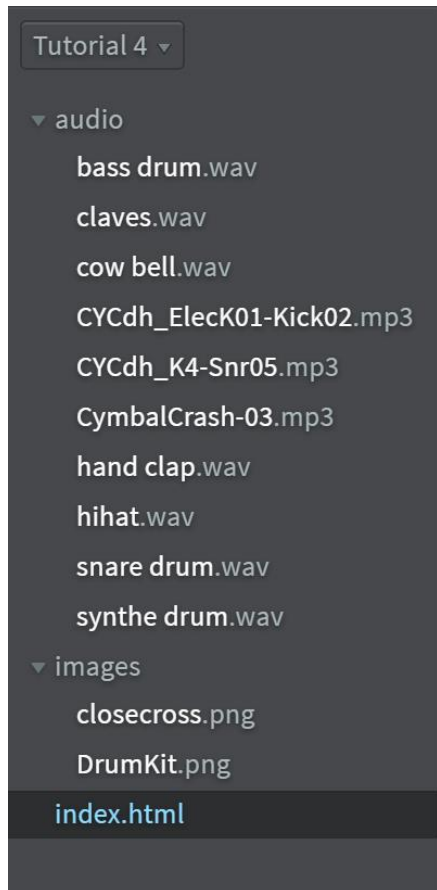 Tutorial 4
audio
bass drum.wav
claves.wav
cow bell.wav
CYCdh_ElecK01-Kick02.mp3
CYCdh_K4-Snr05.mp3
CymbalCrash-03.mp3
hand clap.wav
hihat.wav
snare drum.wav
synthe drum.wav
images
closecross.png
DrumKit.png
index.html